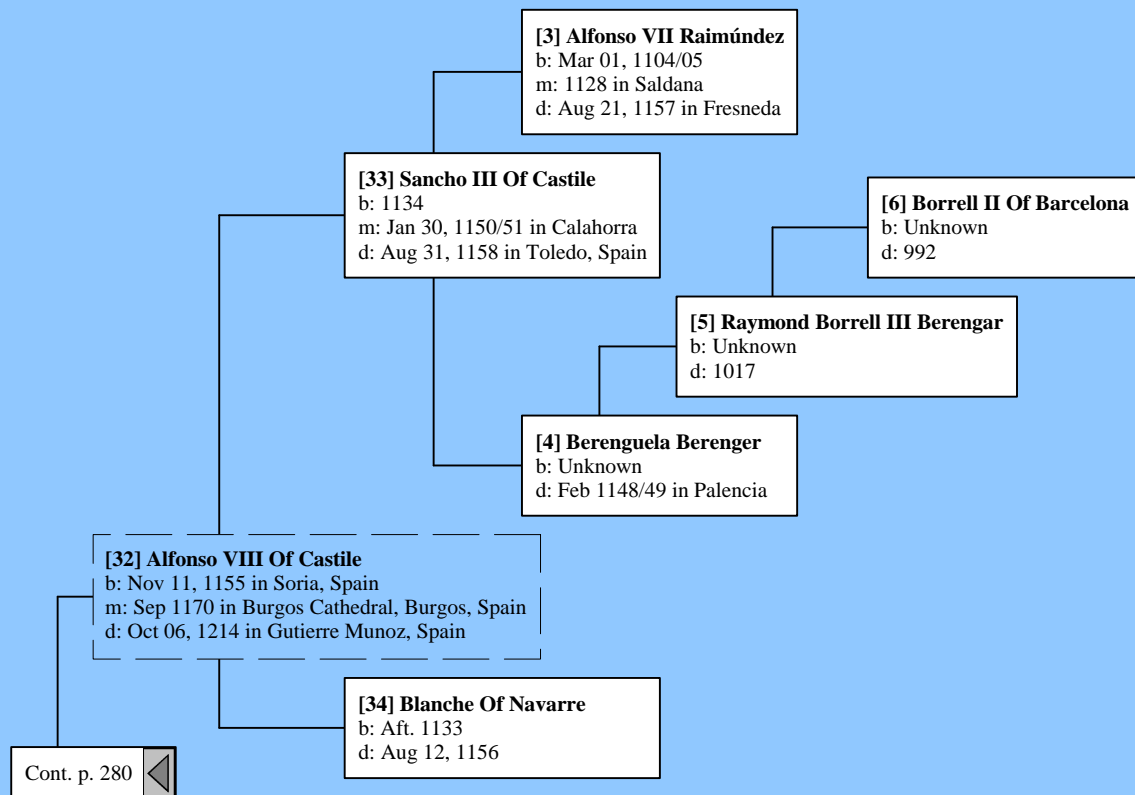 [3] Alfonso VII Raimúndez
b: Mar 01, 1104/05
m: 1128 in Saldana
d: Aug 21, 1157 in Fresneda
[33] Sancho III Of Castile
b: 1134
m: Jan 30, 1150/51 in Calahorra
d: Aug 31, 1158 in Toledo, Spain
[6] Borrell II Of Barcelona
b: Unknown
d: 992
[5] Raymond Borrell III Berengar
b: Unknown
d: 1017
[4] Berenguela Berenger
b: Unknown
d: Feb 1148/49 in Palencia
[32] Alfonso VIII Of Castile
b: Nov 11, 1155 in Soria, Spain
m: Sep 1170 in Burgos Cathedral, Burgos, Spain
d: Oct 06, 1214 in Gutierre Munoz, Spain
[34] Blanche Of Navarre
b: Aft. 1133
d: Aug 12, 1156
Cont. p. 280